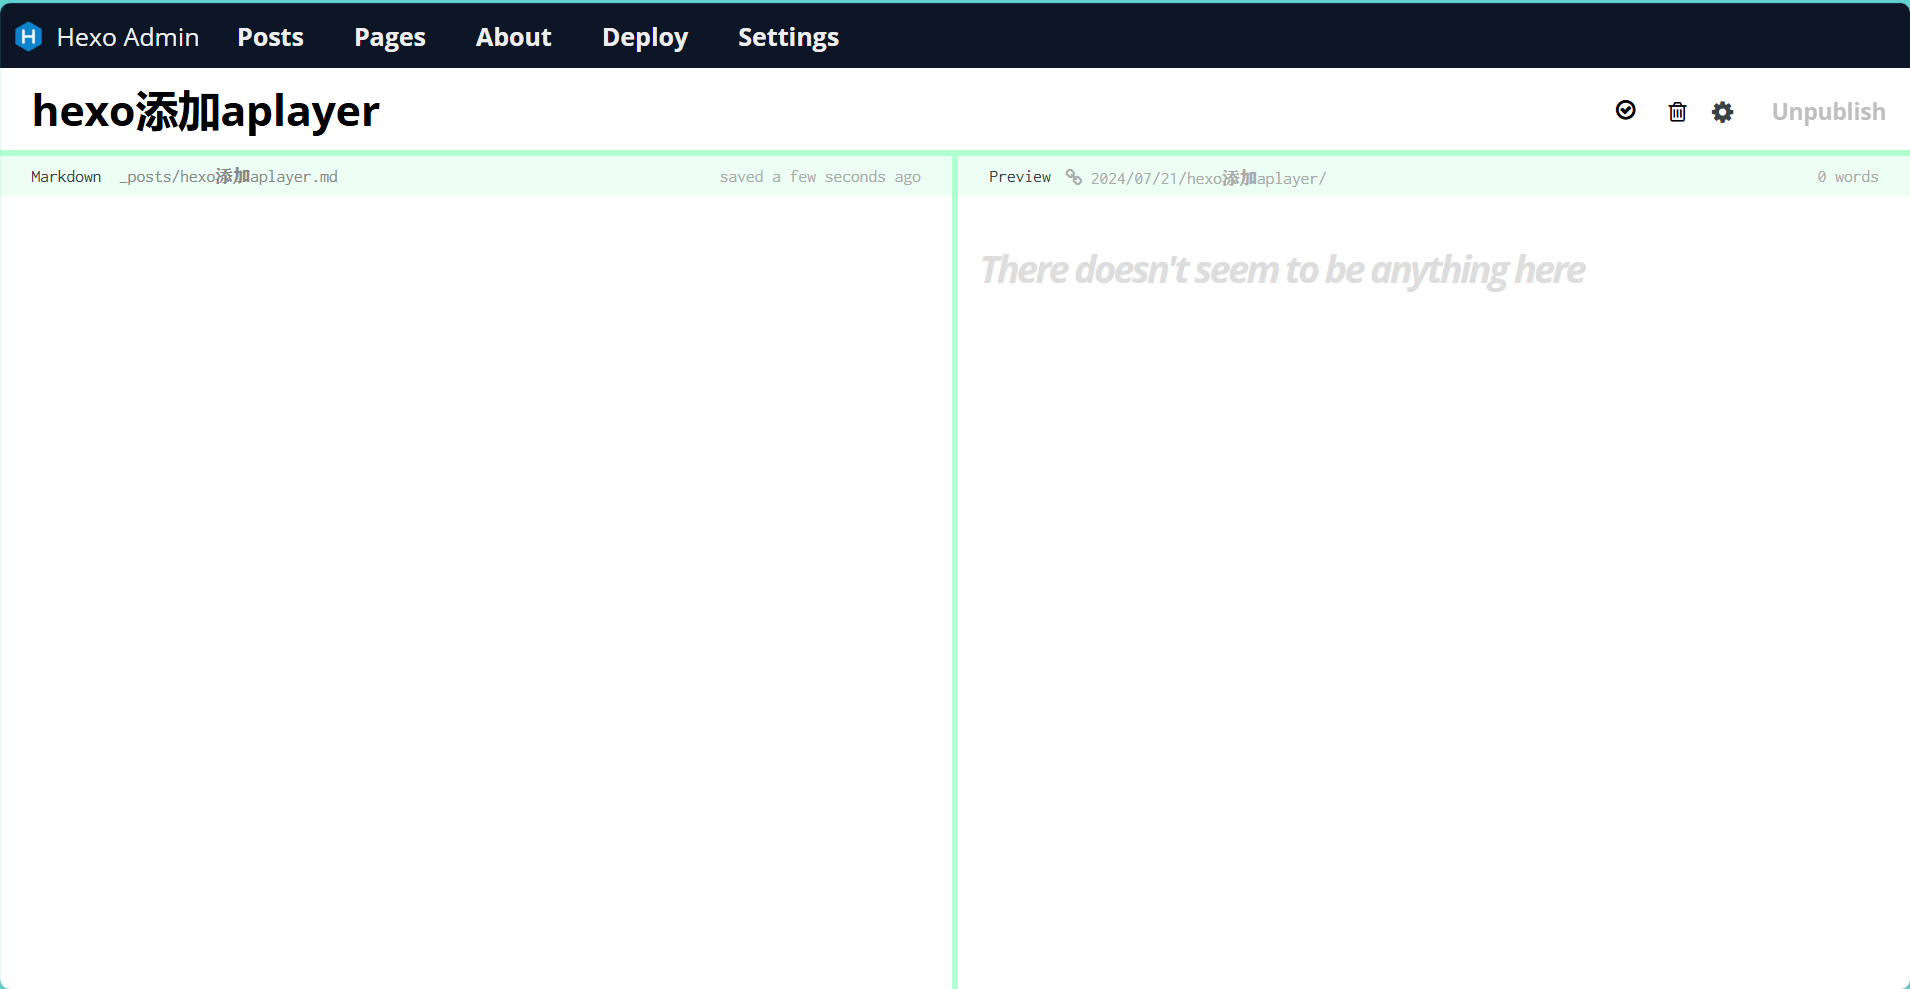 Hexo Admin Posts Pages About Deploy Settings
hexo添加aplayer
Unpublish
Markdown _posts/hexo添加aplayer.md saved a few seconds ago
Preview 2024/07/21/hexo添加aplayer/ 0 words
There doesn't seem to be anything here